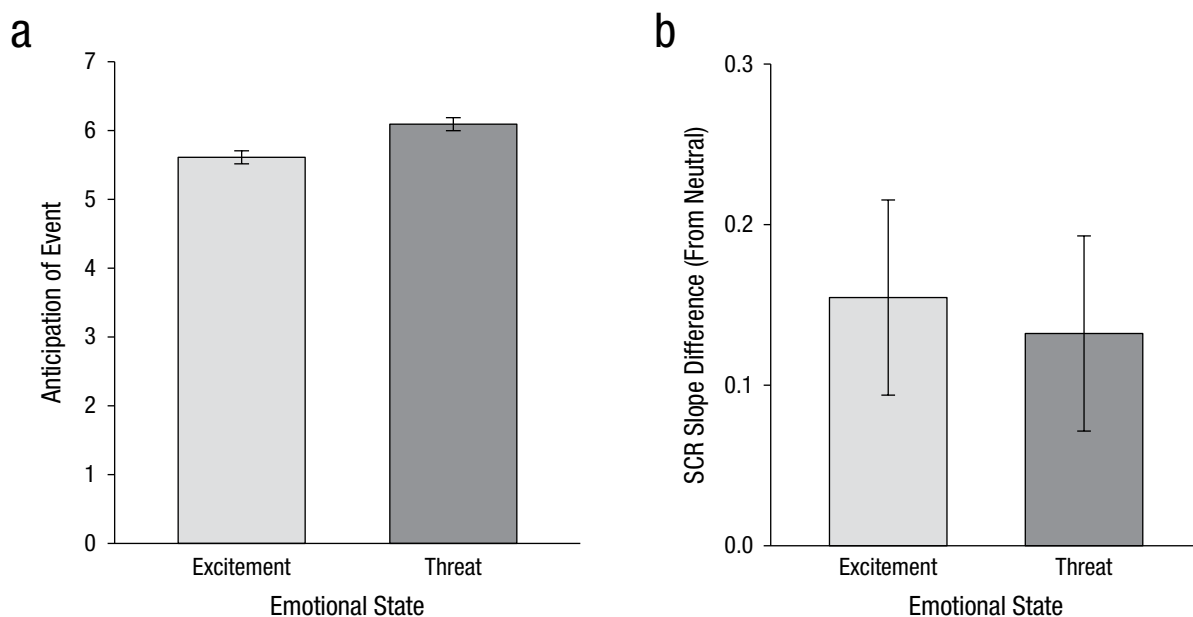 a
7
6
5
4
3
2
1
0
Anticipation of Event
Excitement
Threat
Emotional State
b
0.3
0.2
0.1
0.0
SCR Slope Difference (From Neutral)
Excitement
Threat
Emotional State